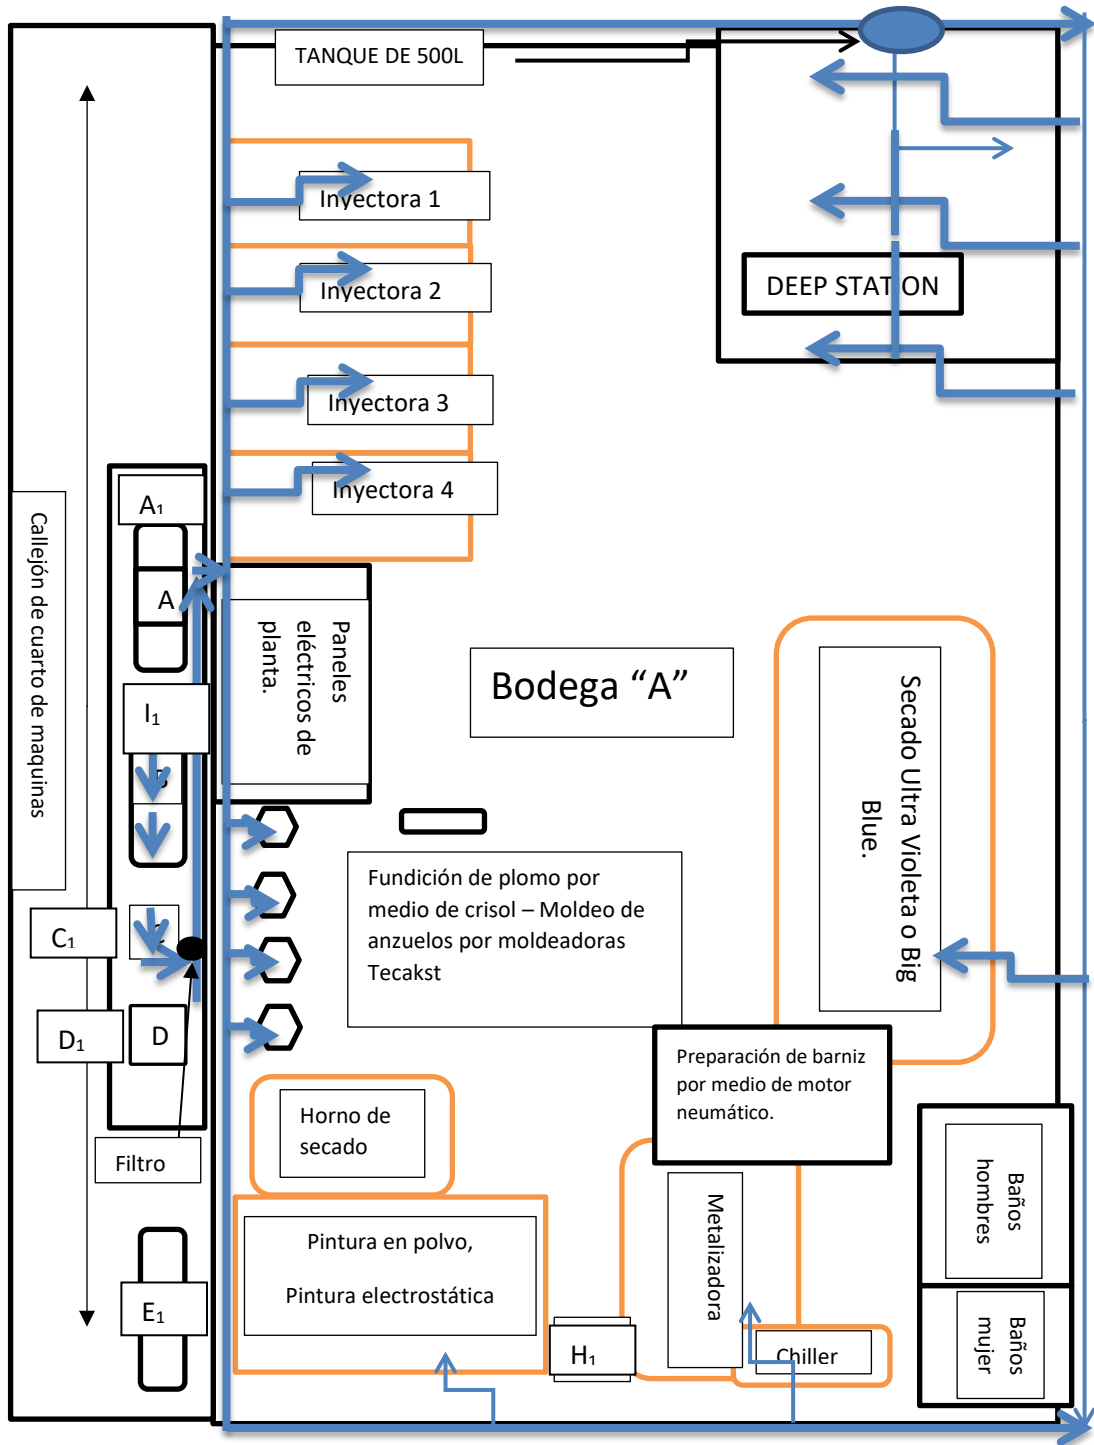 TANQUE DE 500L
Inyectora 1
Inyectora 2
DEEP STATION
Inyectora 3
Inyectora 4
Callejón de cuarto de maquinas
A₁
A
I₁
B
C₁
C
D₁
D
Filtro
E₁
Paneles
eléctricos de
planta.
Bodega “A”
Secado Ultra Violeta o Big
Blue.
Fundición de plomo por
medio de crisol – Moldeo de
anzuelos por moldeadoras
Tecakst
Preparación de barniz
por medio de motor
neumático.
Horno de
secado
Pintura en polvo,
Pintura electrostática
H₁
Metalizadora
Chiller
Baños
hombres
Baños
mujer